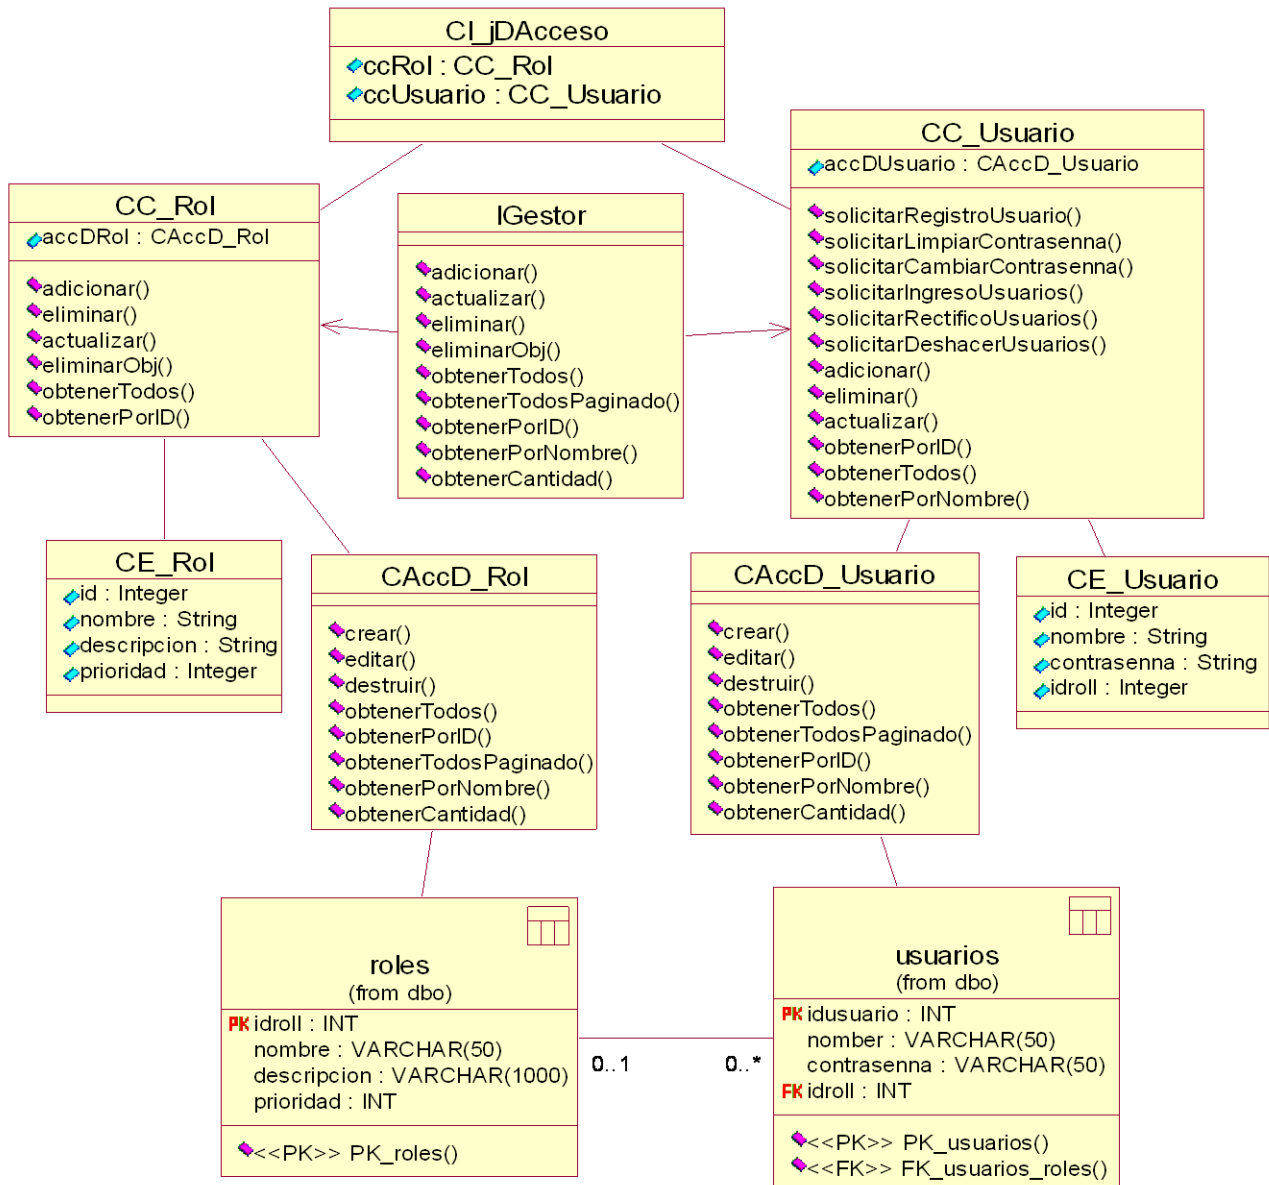 CI_jDAcceso
ccRol : CC_Rol
ccUsuario : CC_Usuario
CC_Rol
accDRol : CAccD_Rol
adicionar()
eliminar()
actualizar()
eliminarObj()
obtenerTodos()
obtenerPorID()
IGestor
adicionar()
actualizar()
eliminar()
eliminarObj()
obtenerTodos()
obtenerTodosPaginado()
obtenerPorID()
obtenerPorNombre()
obtenerCantidad()
CC_Usuario
accDUsuario : CAccD_Usuario
solicitarRegistroUsuario()
solicitarLimpiarContrasenna()
solicitarCambiarContrasenna()
solicitarIngresoUsuarios()
solicitarRectificoUsuarios()
solicitarDeshacerUsuarios()
adicionar()
eliminar()
actualizar()
obtenerPorID()
obtenerTodos()
obtenerPorNombre()
CE_Rol
id : Integer
nombre : String
descripcion : String
prioridad : Integer
CAccD_Rol
crear()
editar()
destruir()
obtenerTodos()
obtenerPorID()
obtenerTodosPaginado()
obtenerPorNombre()
obtenerCantidad()
CAccD_Usuario
crear()
editar()
destruir()
obtenerTodos()
obtenerTodosPaginado()
obtenerPorID()
obtenerPorNombre()
obtenerCantidad()
CE_Usuario
id : Integer
nombre : String
contrasenna : String
idroll : Integer
roles
(from dbo)
PK idroll : INT
nombre : VARCHAR(50)
descripcion : VARCHAR(1000)
prioridad : INT
<<PK>> PK_roles()
0..1
0..*
usuarios
(from dbo)
PK idusuario : INT
nomber : VARCHAR(50)
contrasenna : VARCHAR(50)
FK idroll : INT
<<PK>> PK_usuarios()
<<FK>> FK_usuarios_roles()